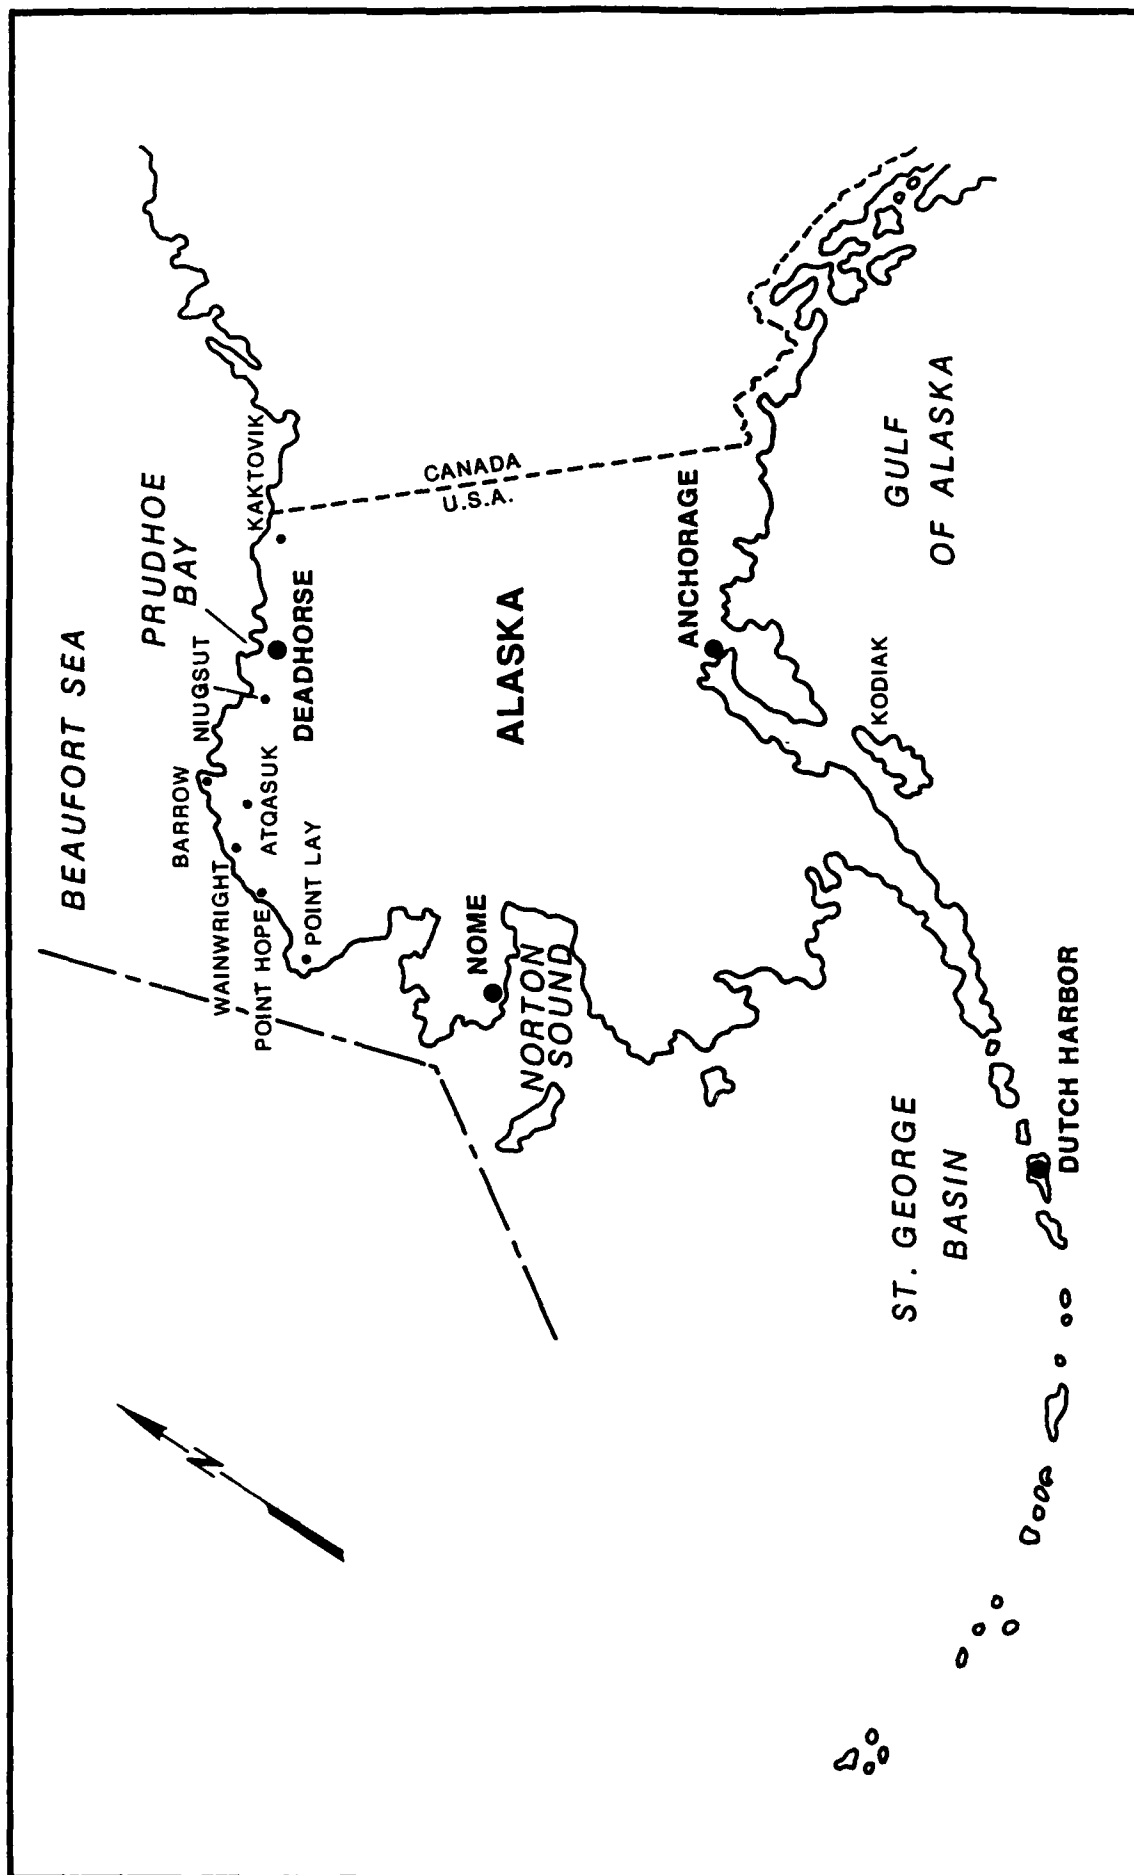 BEAUFORT SEA
PRUDHOE
BAY
BARROW
NIUGSUT
KAKTOVIK
WAINWRIGHT
ATQASUK
DEADHORSE
POINT HOPE
POINT LAY
CANADA
U.S.A.
NOME
ALASKA
NORTON
SOUND
ANCHORAGE
KODIAK
GULF
OF ALASKA
ST. GEORGE
BASIN
DUTCH HARBOR
N